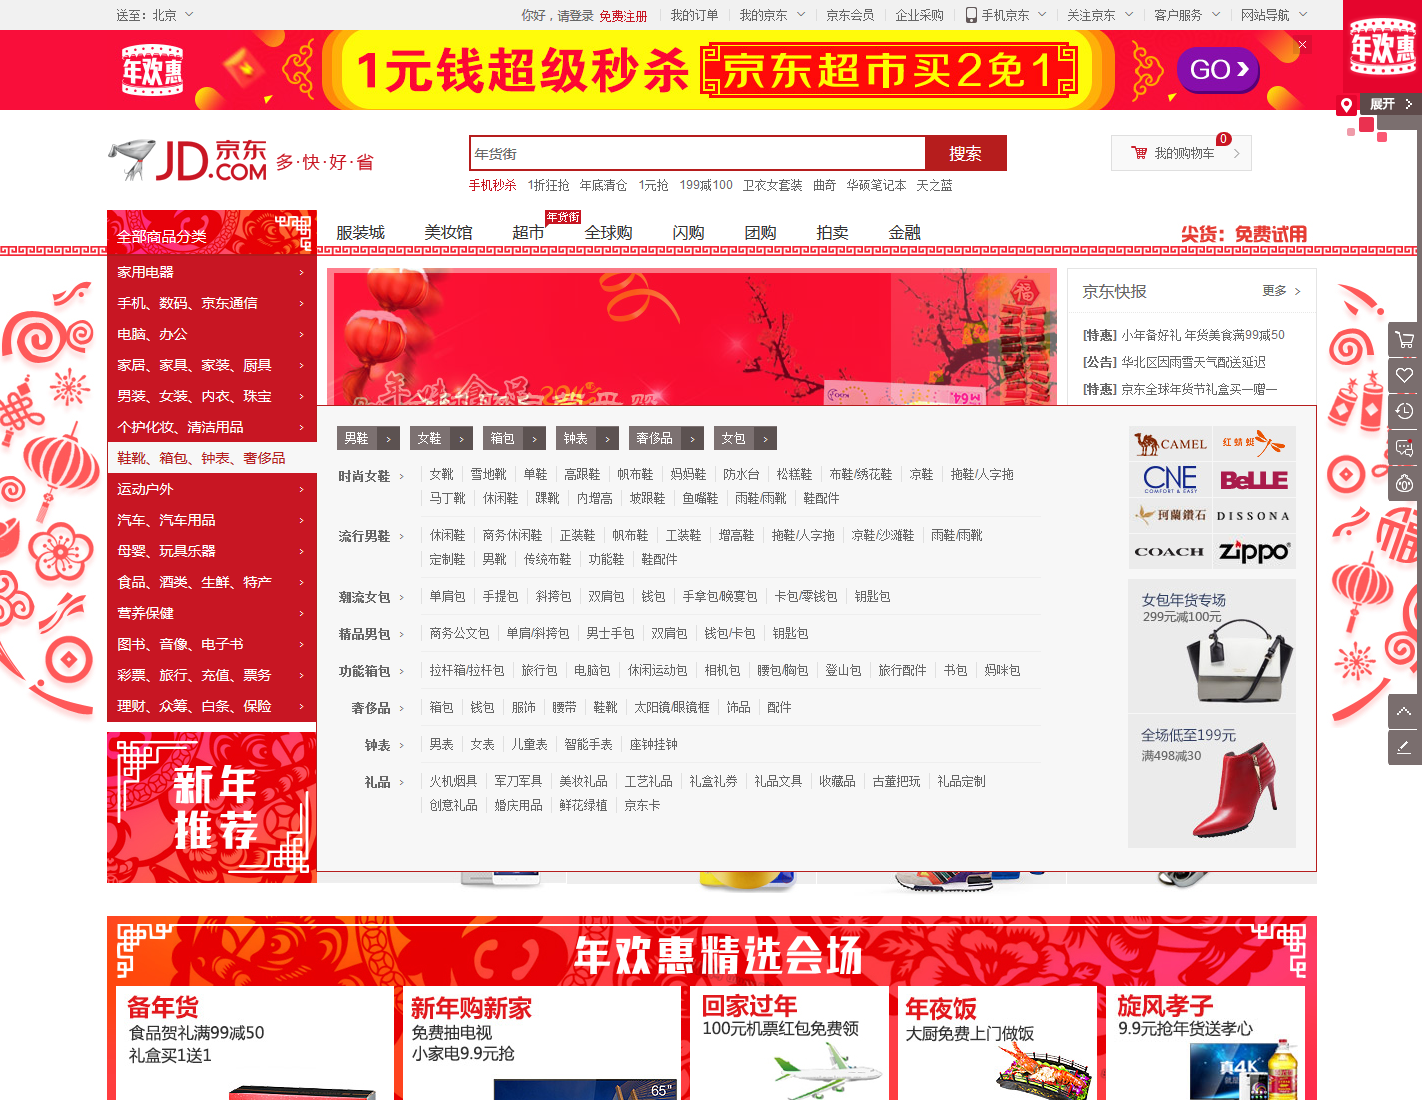 送至：北京
你好，请登录 免费注册 我的订单 我的京东 京东会员 企业采购 手机京东 关注京东 客户服务 网站导航
年欢惠
1元钱超级秒杀 京东超市买2免1 GO
年欢惠
展开
JD.COM 京东 多·快·好·省
年货街 搜索
我的购物车 0
手机秒杀 1折狂抢 年底清仓 1元抢 199减100 卫衣女套装 曲奇 华硕笔记本 天之蓝
全部商品分类
服装城 美妆馆 超市 年货街 全球购 闪购 团购 拍卖 金融
尖货：免费试用
家用电器
手机、数码、京东通信
电脑、办公
家居、家具、家装、厨具
男装、女装、内衣、珠宝
个护化妆、清洁用品
鞋靴、箱包、钟表、奢侈品
运动户外
汽车、汽车用品
母婴、玩具乐器
食品、酒类、生鲜、特产
营养保健
图书、音像、电子书
彩票、旅行、充值、票务
理财、众筹、白条、保险
福
京东快报 更多
[特惠] 小年备好礼 年货美食满99减50
[公告] 华北区因雨雪天气配送延迟
[特惠] 京东全球年货节礼盒买一赠一
男鞋 女鞋 箱包 钟表 奢侈品 女包
时尚女鞋 女靴 雪地靴 单鞋 高跟鞋 帆布鞋 妈妈鞋 防水台 松糕鞋 布鞋/绣花鞋 凉鞋 拖鞋/人字拖
马丁靴 休闲鞋 踝靴 内增高 坡跟鞋 鱼嘴鞋 雨鞋/雨靴 鞋配件
流行男鞋 休闲鞋 商务休闲鞋 正装鞋 帆布鞋 工装鞋 增高鞋 拖鞋/人字拖 凉鞋/沙滩鞋 雨鞋/雨靴
定制鞋 男靴 传统布鞋 功能鞋 鞋配件
潮流女包 单肩包 手提包 斜挎包 双肩包 钱包 手拿包/晚宴包 卡包/零钱包 钥匙包
精品男包 商务公文包 单肩/斜挎包 男士手包 双肩包 钱包/卡包 钥匙包
功能箱包 拉杆箱/拉杆包 旅行包 电脑包 休闲运动包 相机包 腰包/胸包 登山包 旅行配件 书包 妈咪包
奢侈品 箱包 钱包 服饰 腰带 鞋靴 太阳镜/眼镜框 饰品 配件
钟表 男表 女表 儿童表 智能手表 座钟挂钟
礼品 火机烟具 军刀军具 美妆礼品 工艺礼品 礼盒礼券 礼品文具 收藏品 古董把玩 礼品定制
创意礼品 婚庆用品 鲜花绿植 京东卡
CAMEL 红蜻蜓
CNE COMFORT & EASY BeLLE
珂蘭鑽石 DISSONA
COACH Zippo
女包年货专场
299元减100元
全场低至199元
满498减30
新年
推荐
年欢惠精选会场
备年货
食品贺礼满99减50
礼盒买1送1
新年购新家
免费抽电视
小家电9.9元抢
65"
回家过年
100元机票红包免费领
年夜饭
大厨免费上门做饭
旋风孝子
9.9元抢年货送孝心
真4K